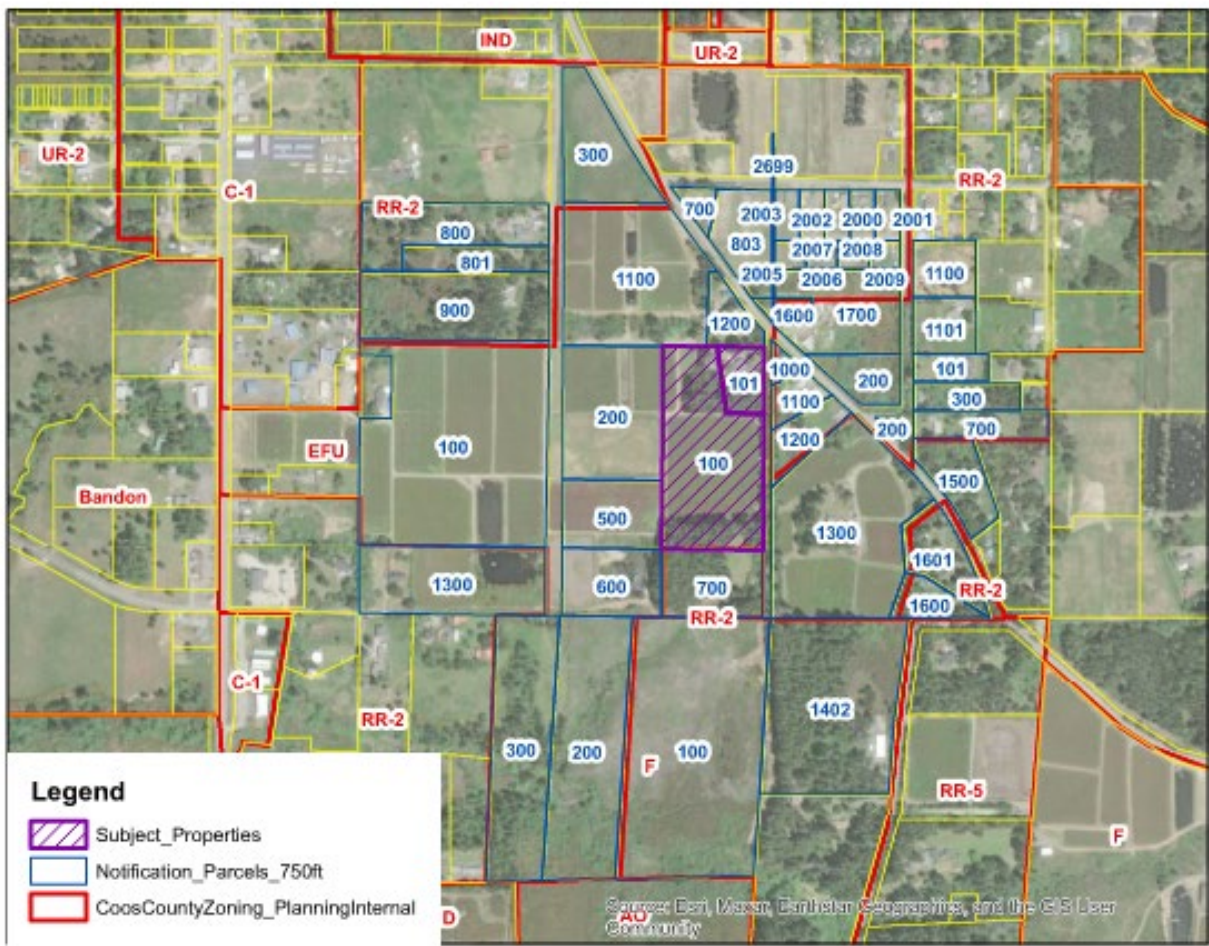 IND
UR-2
300
2699
UR-2
C-1
RR-2
RR-2
700
2003
2002
2000
2001
800
803
2007
2008
801
1100
2005
2006
2009
1100
900
1200
1600
1700
1101
1000
101
200
101
1100
300
200
EFU
100
100
1200
200
700
Bandon
1500
500
1300
1300
600
700
1601
RR-2
RR-2
1600
C-1
RR-2
1402
300
200
100
F
RR-5
F
Legend
Subject_Properties
Notification_Parcels_750ft
CoosCountyZoning_PlanningInternal
D
AO
Source: Esri, Maxar, Earthstar Geographics, and the GIS User
Community